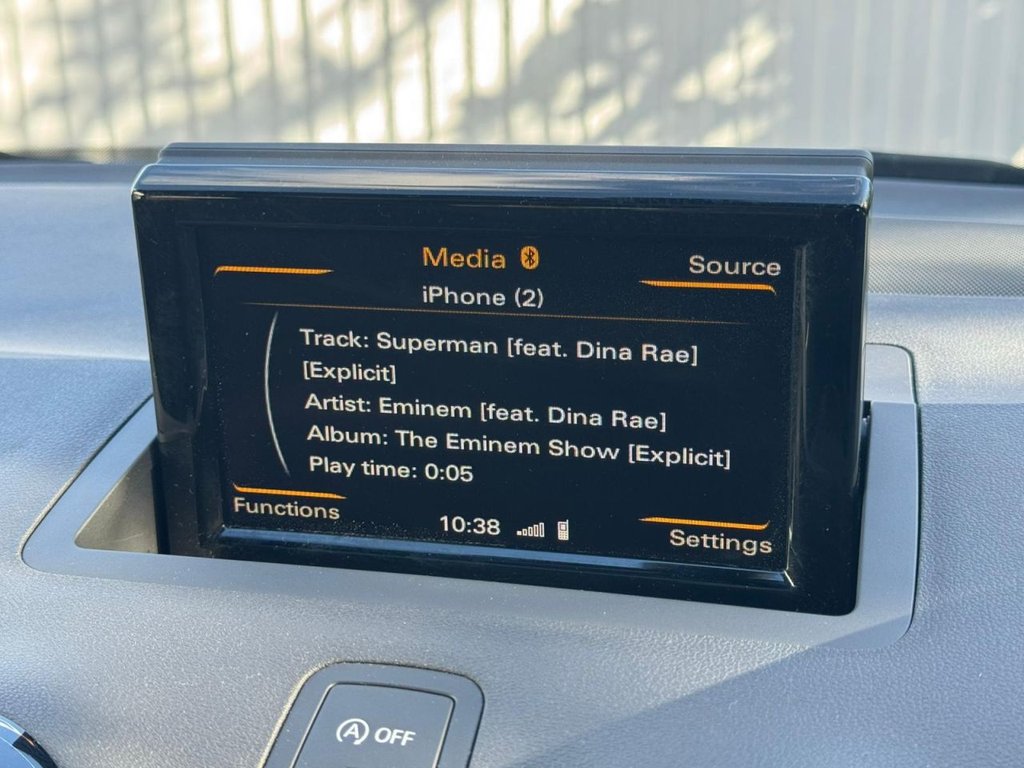 Media
Source
iPhone (2)
Track: Superman [feat. Dina Rae]
[Explicit]
Artist: Eminem [feat. Dina Rae]
Album: The Eminem Show [Explicit]
Play time: 0:05
Functions
10:38
Settings
A OFF